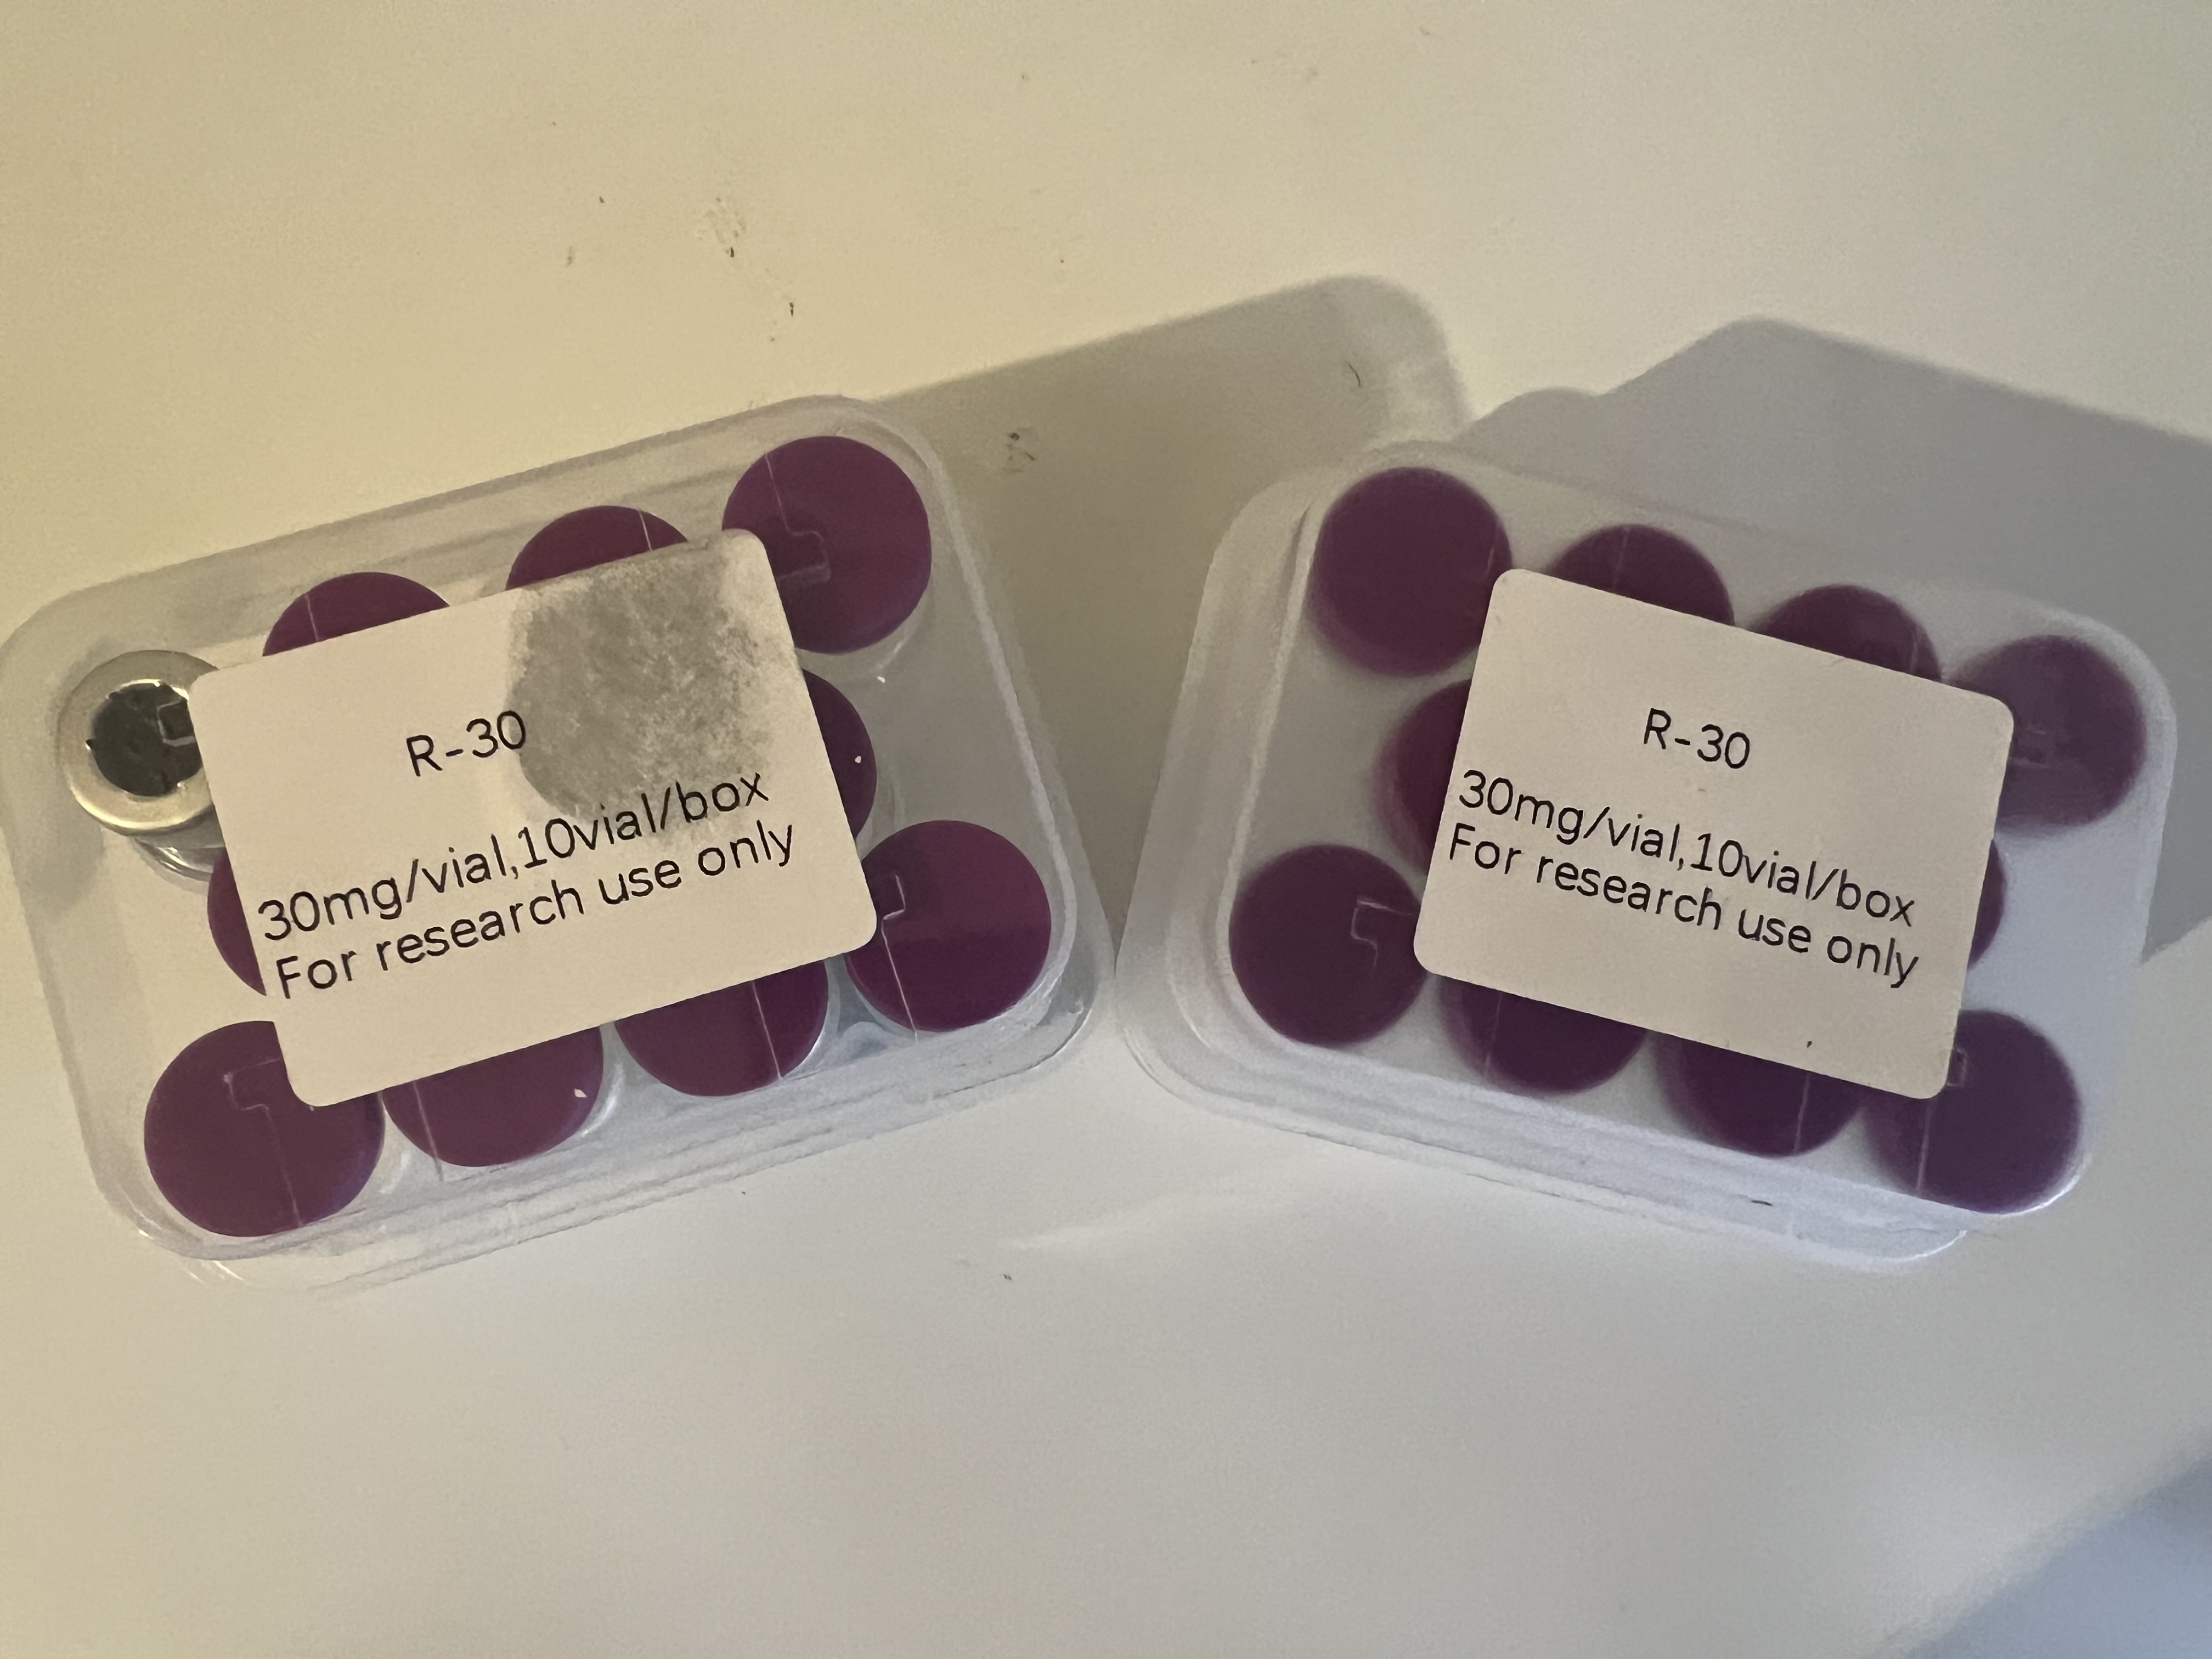 R-30
30mg/vial,10vial/box
For research use only
R-30
30mg/vial,10vial/box
For research use only